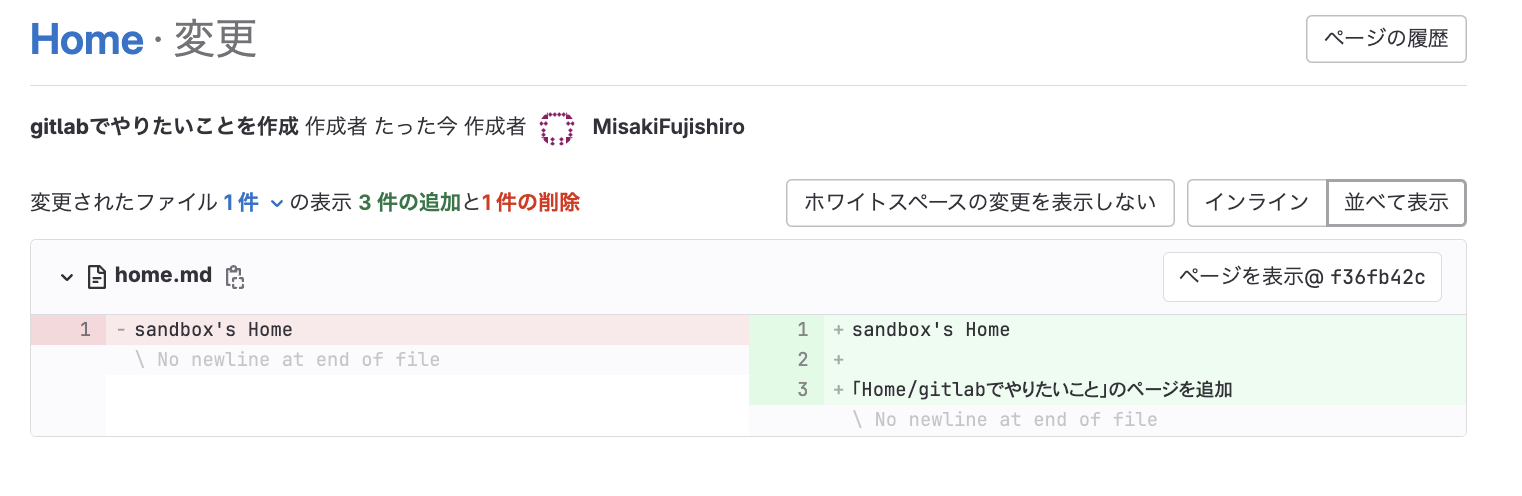 Home · 変更
ページの履歴
gitlabでやりたいことを作成 作成者 たった今 作成者 MisakiFujishiro
変更されたファイル 1 件 の表示 3 件の追加と1 件の削除
ホワイトスペースの変更を表示しない
インライン
並べて表示
home.md
ページを表示@ f36fb42c
1 - sandbox's Home
\ No newline at end of file
1 + sandbox's Home
2 +
3 + 「Home/gitlabでやりたいこと」のページを追加
\ No newline at end of file